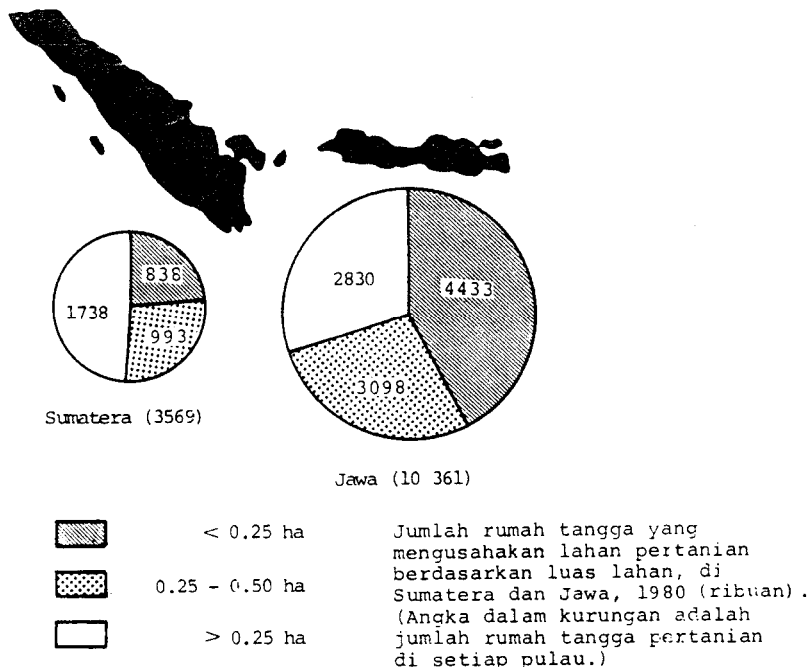 838
1738
993
Sumatera (3569)
2830
4433
3098
Jawa (10 361)
< 0.25 ha
0.25 - 0.50 ha
> 0.25 ha
Jumlah rumah tangga yang
mengusahakan lahan pertanian
berdasarkan luas lahan, di
Sumatera dan Jawa, 1980 (ribuan).
(Angka dalam kurungan adalah
jumlah rumah tangga pertanian
di setiap pulau.)